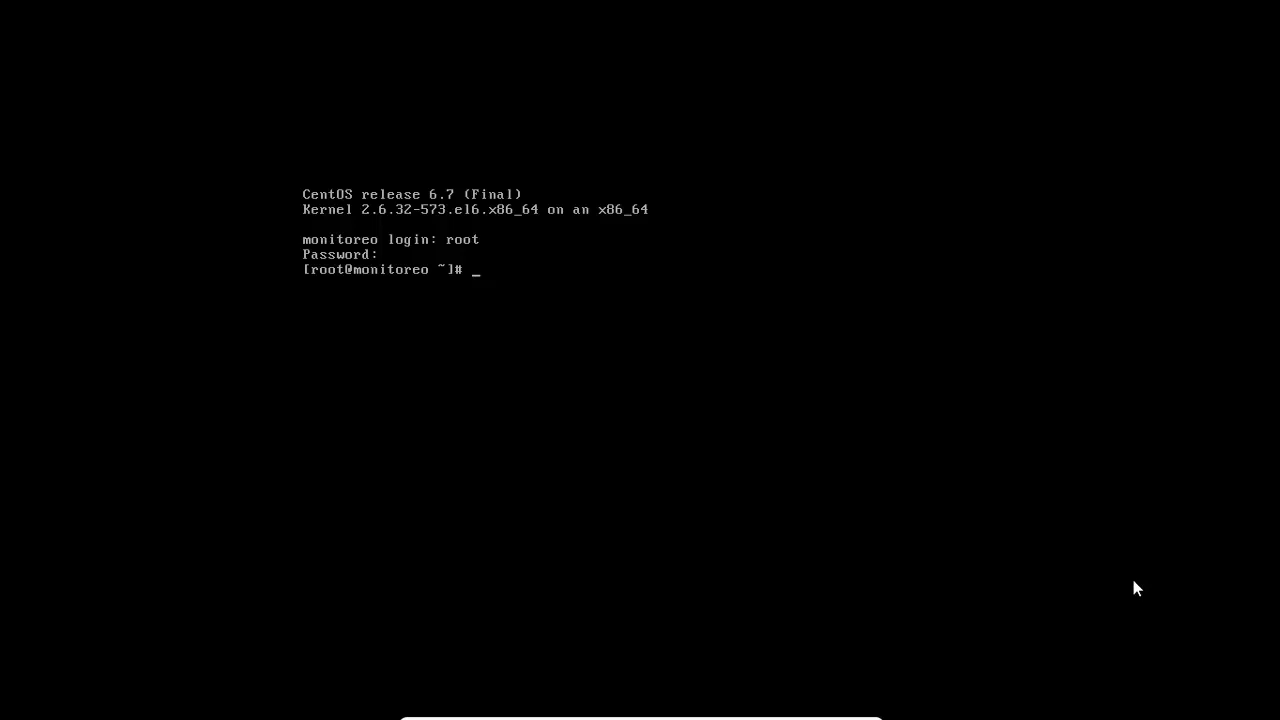 CentOS release 6.7 (Final)
Kernel 2.6.32-573.el6.x86_64 on an x86_64
monitoreo login: root
Password:
[root@monitoreo ~]# _